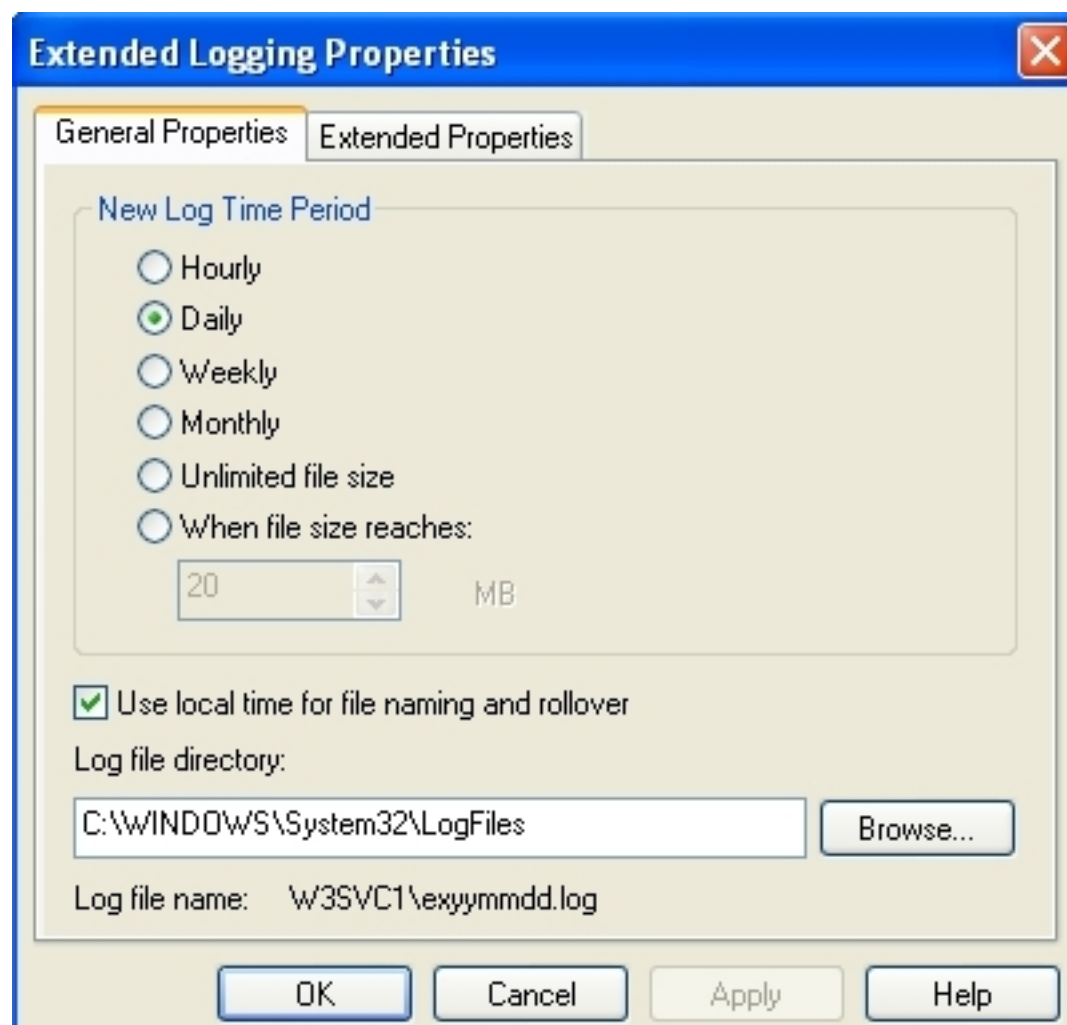 Extended Logging Properties
General Properties
Extended Properties
New Log Time Period
Hourly
Daily
Weekly
Monthly
Unlimited file size
When file size reaches:
20
MB
Use local time for file naming and rollover
Log file directory:
C:\WINDOWS\System32\LogFiles
Browse...
Log file name: W3SVC1\exyymmdd.log
OK
Cancel
Apply
Help